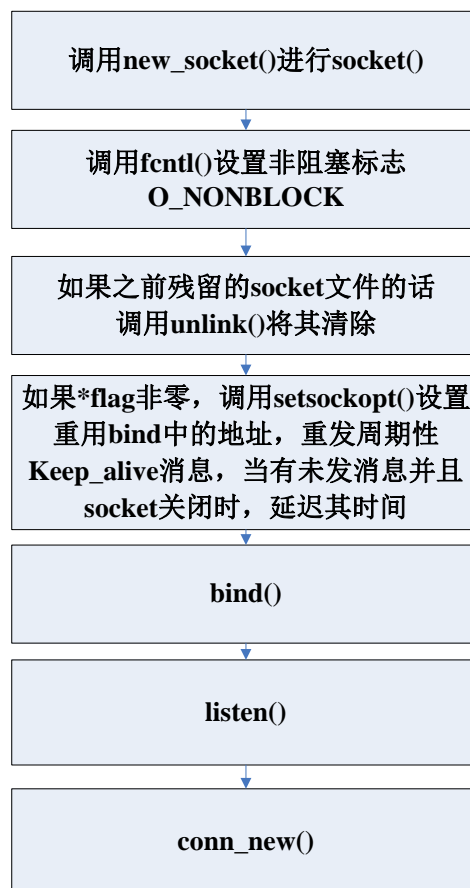 调用new_socket()进行socket()
调用fcntl()设置非阻塞标志
O_NONBLOCK
如果之前残留的socket文件的话
调用unlink()将其清除
如果*flag非零，调用setsockopt()设置
重用bind中的地址，重发周期性
Keep_alive消息，当有未发消息并且
socket关闭时，延迟其时间
bind()
listen()
conn_new()